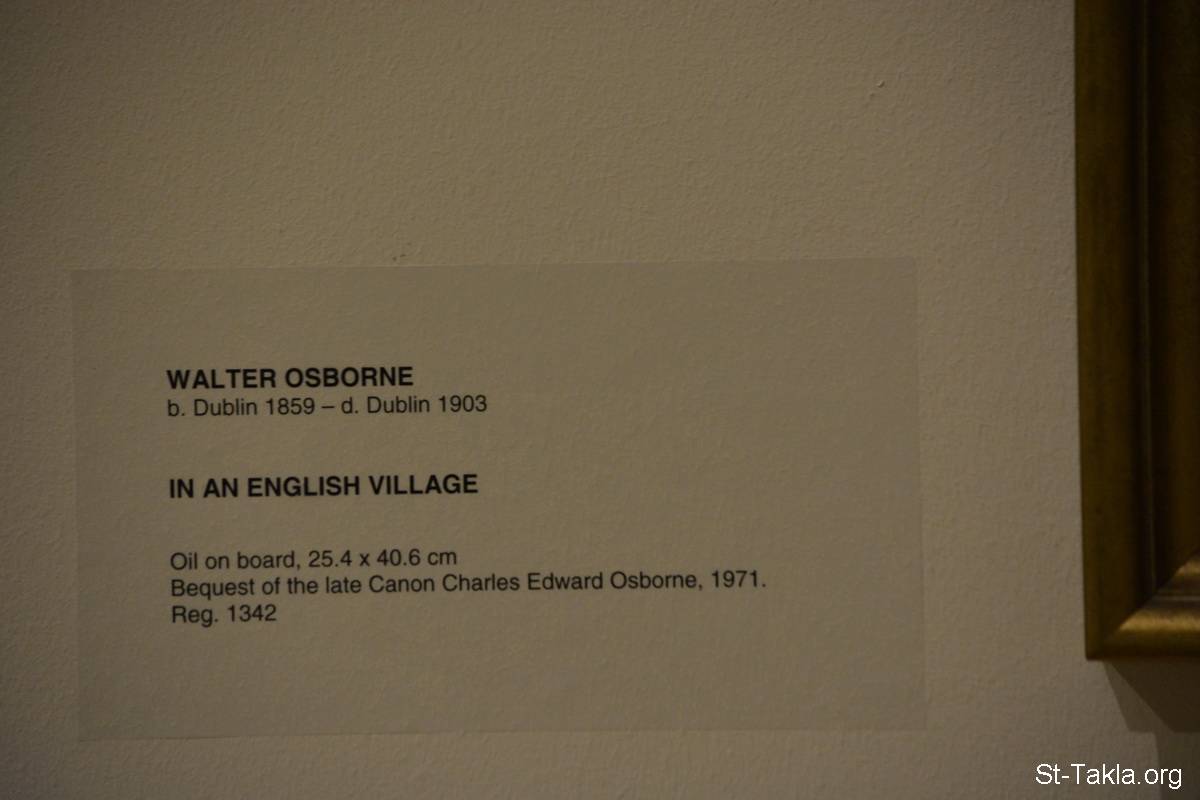 WALTER OSBORNE
b. Dublin 1859 – d. Dublin 1903
IN AN ENGLISH VILLAGE
Oil on board, 25.4 x 40.6 cm
Bequest of the late Canon Charles Edward Osborne, 1971.
Reg. 1342
St-Takla.org